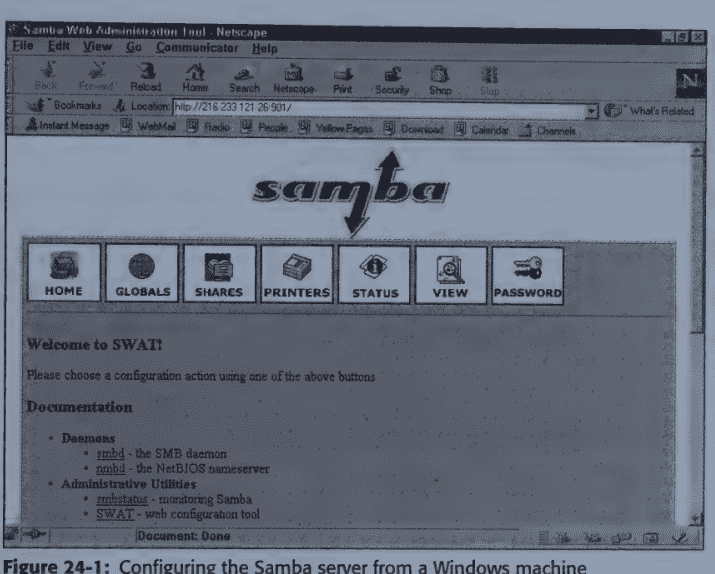 Samba Web Administration Tool - Netscape
File Edit View Go Communicator Help
Back Forward Reload Home Search Netscape Print Security Shop Stop
Bookmarks Location: http://216.233.121.26:901/ What's Related
Instant Message WebMail Radio People Yellow Pages Download Calendar Channels
samba
HOME GLOBALS SHARES PRINTERS STATUS VIEW PASSWORD
Welcome to SWAT!
Please choose a configuration action using one of the above buttons
Documentation
• Daemons
• smbd - the SMB daemon
• nmbd - the NetBIOS nameserver
• Administrative Utilities
• smbstatus - monitoring Samba
• SWAT - web configuration tool
Document: Done
Figure 24-1: Configuring the Samba server from a Windows machine